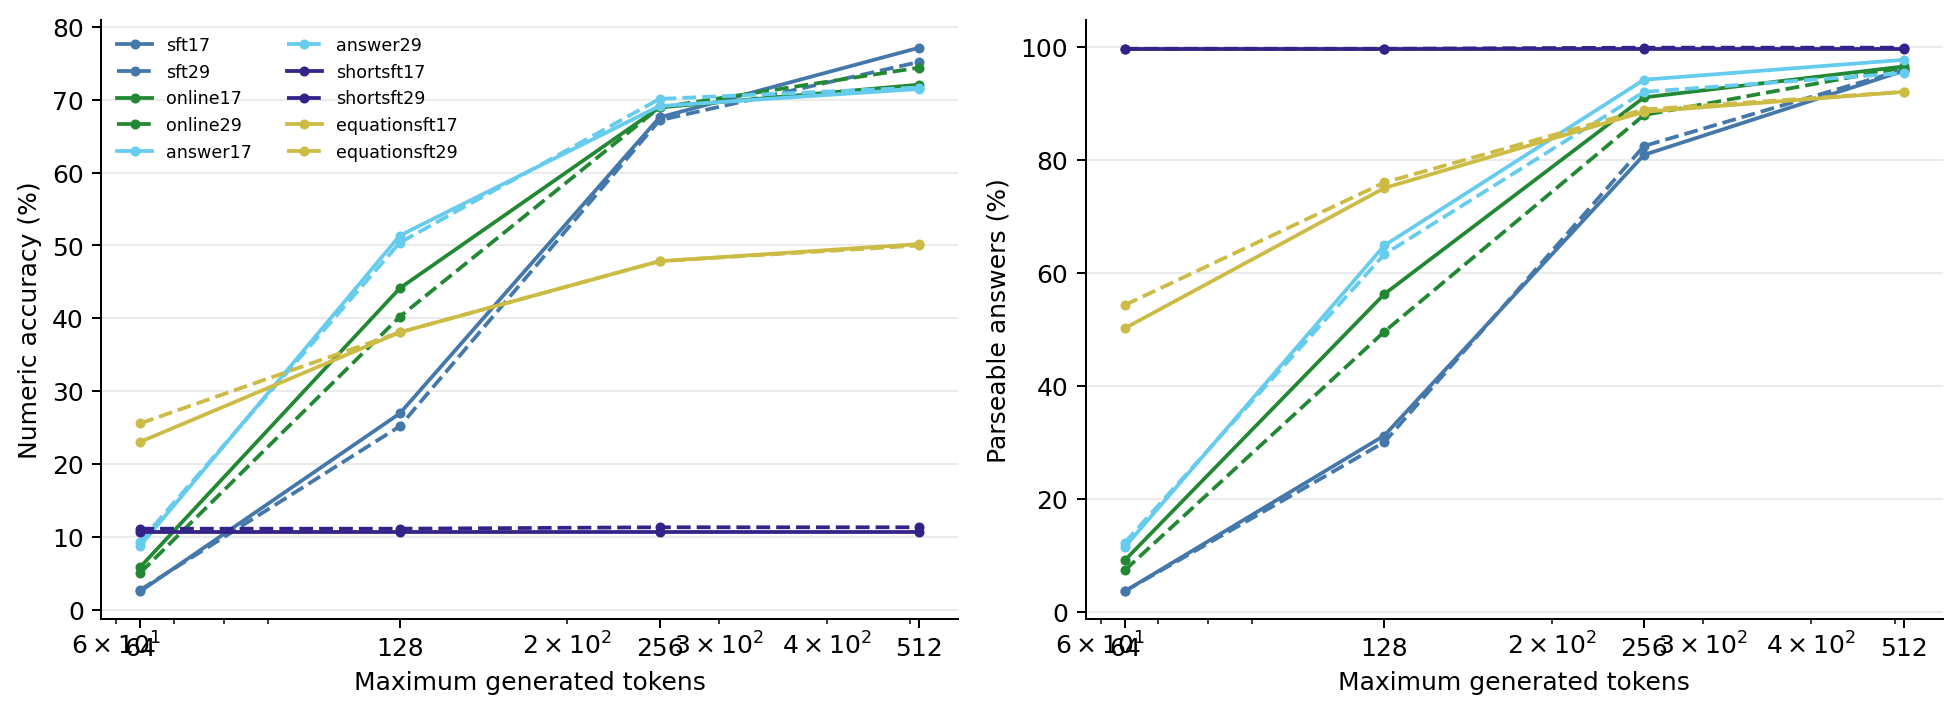 80
70
60
50
40
30
20
10
0
Numeric accuracy (%)
sft17
sft29
online17
online29
answer17
answer29
shortsft17
shortsft29
equationsft17
equationsft29
6 × 10¹
64
128
2 × 10²
256
3 × 10²
4 × 10²
512
Maximum generated tokens
100
80
60
40
20
0
Parseable answers (%)
6 × 10¹
64
128
2 × 10²
256
3 × 10²
4 × 10²
512
Maximum generated tokens